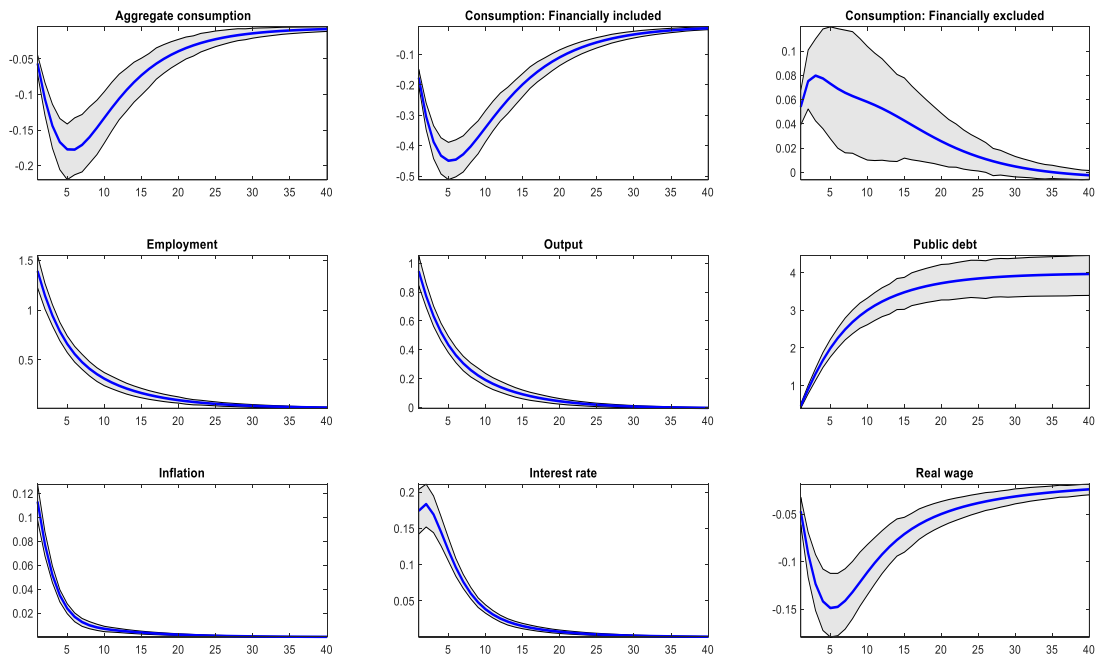 Aggregate consumption
-0.05
-0.1
-0.15
-0.2
5 10 15 20 25 30 35 40
Consumption: Financially included
-0.1
-0.2
-0.3
-0.4
-0.5
5 10 15 20 25 30 35 40
Consumption: Financially excluded
0.1
0.08
0.06
0.04
0.02
0
5 10 15 20 25 30 35 40
Employment
1.5
1
0.5
5 10 15 20 25 30 35 40
Output
1
0.8
0.6
0.4
0.2
0
5 10 15 20 25 30 35 40
Public debt
4
3
2
1
5 10 15 20 25 30 35 40
Inflation
0.12
0.1
0.08
0.06
0.04
0.02
5 10 15 20 25 30 35 40
Interest rate
0.2
0.15
0.1
0.05
5 10 15 20 25 30 35 40
Real wage
-0.05
-0.1
-0.15
5 10 15 20 25 30 35 40